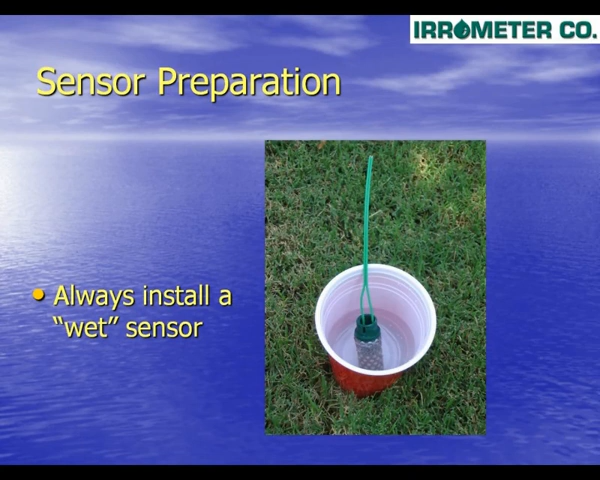 IRROMETER CO.
Sensor Preparation
• Always install a
“wet” sensor